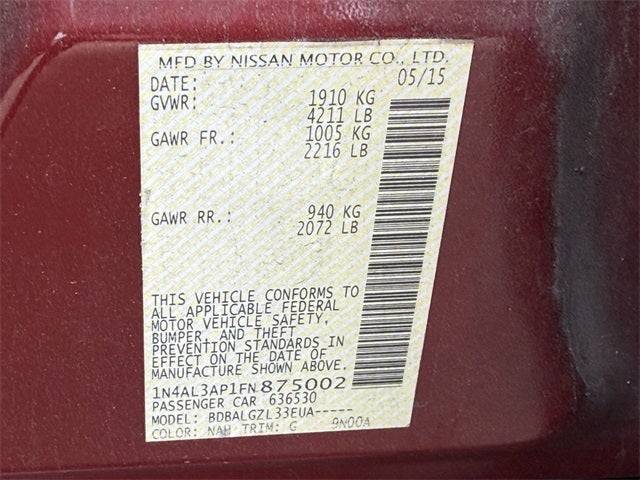 MFD BY NISSAN MOTOR CO., LTD.
DATE: 05/15
GVWR: 1910 KG
4211 LB
GAWR FR.: 1005 KG
2216 LB
GAWR RR.: 940 KG
2072 LB
THIS VEHICLE CONFORMS TO
ALL APPLICABLE FEDERAL
MOTOR VEHICLE SAFETY,
BUMPER, AND THEFT
PREVENTION STANDARDS IN
EFFECT ON THE DATE OF
MANUFACTURE SHOWN ABOVE.
1N4AL3AP1FN875002
PASSENGER CAR 636530
MODEL: BDBALGZL33EUA-----
COLOR: NAH TRIM: G 9N00A